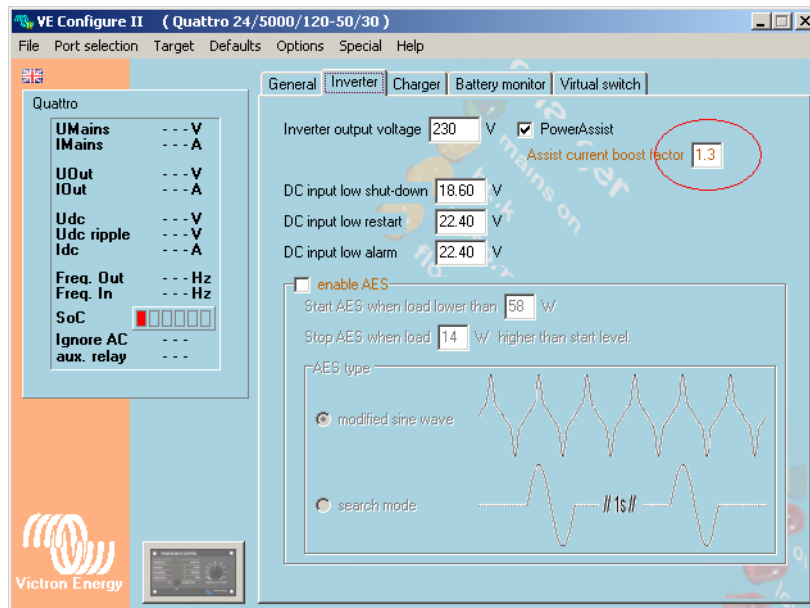 VE Configure II ( Quattro 24/5000/120-50/30 )
File Port selection Target Defaults Options Special Help
General Inverter Charger Battery monitor Virtual switch
Quattro
UMains - - - V
IMains - - - A
UOut - - - V
IOut - - - A
Udc - - - V
Udc ripple - - - V
Idc - - - A
Freq. Out - - - Hz
Freq. In - - - Hz
SoC
Ignore AC - - -
aux. relay - - -
Inverter output voltage 230 V PowerAssist
Assist current boost factor 1.3
DC input low shut-down 18.60 V
DC input low restart 22.40 V
DC input low alarm 22.40 V
enable AES
Start AES when load lower than 58 W
Stop AES when load 14 W higher than start level.
AES type
modified sine wave
search mode
// 1s //
mains on
Victron Energy